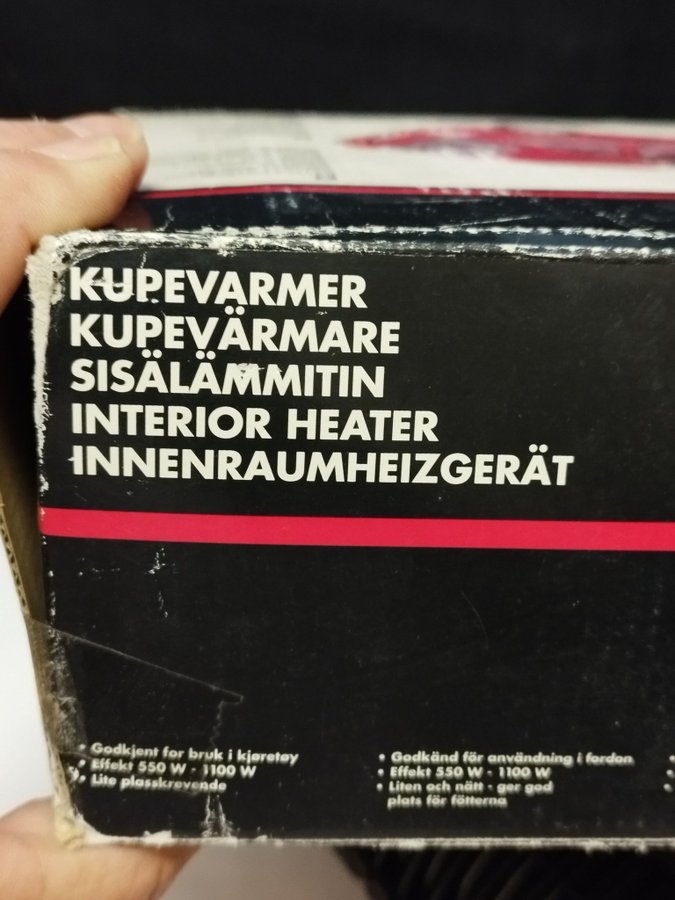 KUPEVARMER
KUPEVÄRMARE
SISÄLÄMMITIN
INTERIOR HEATER
INNENRAUMHEIZGERÄT
• Godkjent for bruk i kjøretøy
• Effekt 550 W - 1100 W
• Lite plasskrevende
• Godkänd för användning i fordon
• Effekt 550 W - 1100 W
• Liten och nätt - ger god
plats för fötterna